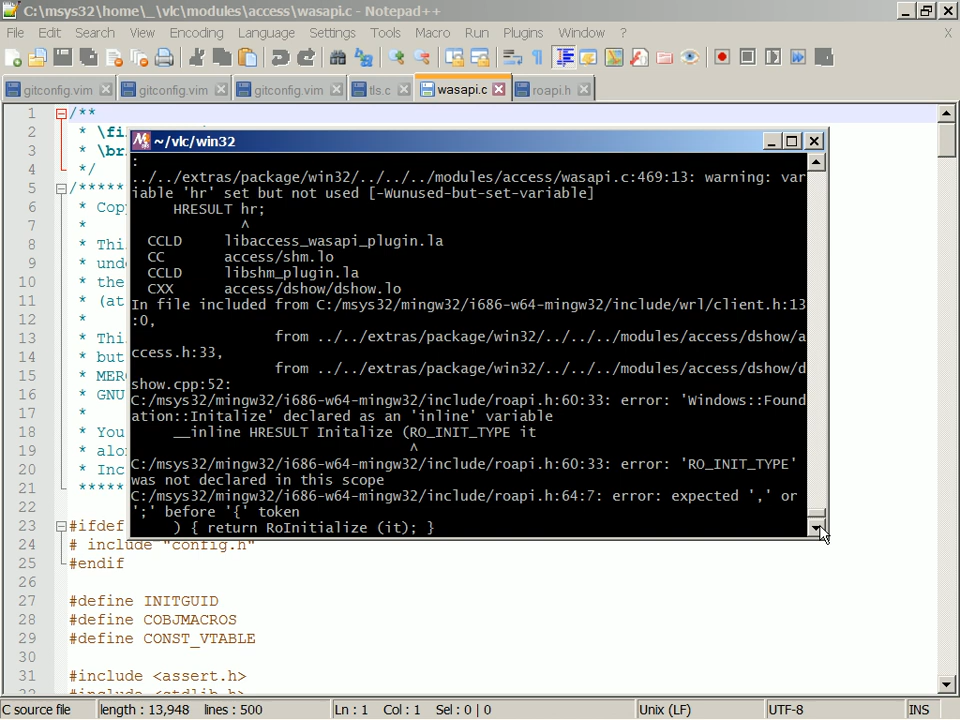 C:\msys32\home\_\vlc\modules\access\wasapi.c - Notepad++
File Edit Search View Encoding Language Settings Tools Macro Run Plugins Window ? X
gitconfig.vim gitconfig.vim gitconfig.vim tls.c wasapi.c roapi.h
1 /**
2 * \fi
3 * \br
4 */
5 /*****
6 * Cop
7 *
8 * Thi
9 * und
10 * the
11 * (at
12 *
13 * Thi
14 * but
15 * MER
16 * GNU
17 *
18 * You
19 * alo
20 * Inc
21 *****
22
23 #ifdef
24 # include "config.h"
25 #endif
26
27 #define INITGUID
28 #define COBJMACROS
29 #define CONST_VTABLE
30
31 #include <assert.h>
32 #include <stdlib.h>
~/vlc/win32
:
../../extras/package/win32/../../../modules/access/wasapi.c:469:13: warning: var
iable 'hr' set but not used [-Wunused-but-set-variable]
HRESULT hr;
^
CCLD libaccess_wasapi_plugin.la
CC access/shm.lo
CCLD libshm_plugin.la
CXX access/dshow/dshow.lo
In file included from C:/msys32/mingw32/i686-w64-mingw32/include/wrl/client.h:13
:0,
from ../../extras/package/win32/../../../modules/access/dshow/a
ccess.h:33,
from ../../extras/package/win32/../../../modules/access/dshow/d
show.cpp:52:
C:/msys32/mingw32/i686-w64-mingw32/include/roapi.h:60:33: error: 'Windows::Found
ation::Initalize' declared as an 'inline' variable
__inline HRESULT Initalize (RO_INIT_TYPE it
^
C:/msys32/mingw32/i686-w64-mingw32/include/roapi.h:60:33: error: 'RO_INIT_TYPE'
was not declared in this scope
C:/msys32/mingw32/i686-w64-mingw32/include/roapi.h:64:7: error: expected ',' or
';' before '{' token
) { return RoInitialize (it); }
C source file length : 13,948 lines : 500 Ln : 1 Col : 1 Sel : 0 | 0 Unix (LF) UTF-8 INS